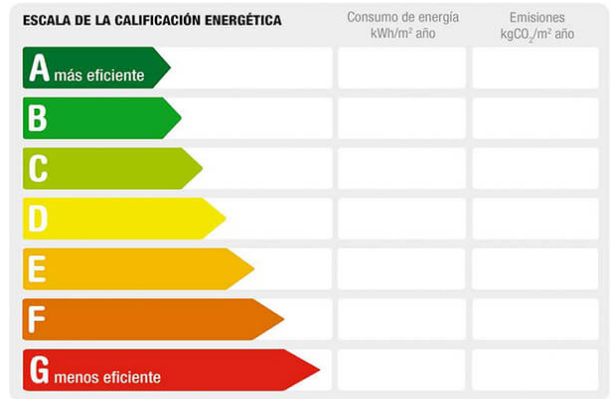 ESCALA DE LA CALIFICACIÓN ENERGÉTICA
Consumo de energía
kWh/m² año
Emisiones
kgCO₂/m² año
A más eficiente
B
C
D
E
F
G menos eficiente